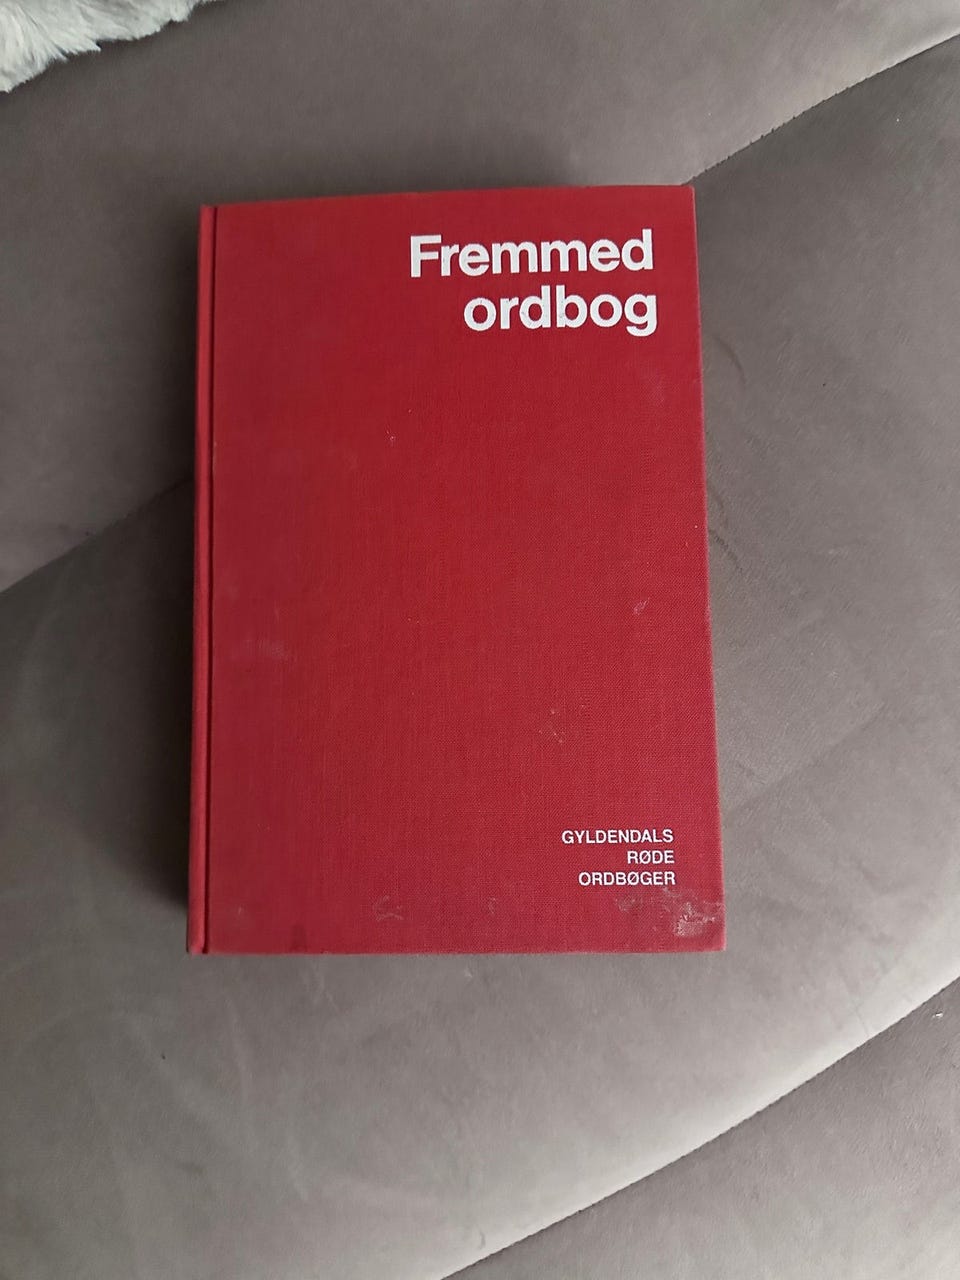 Fremmed
ordbog
GYLDENDALS
RØDE
ORDBØGER